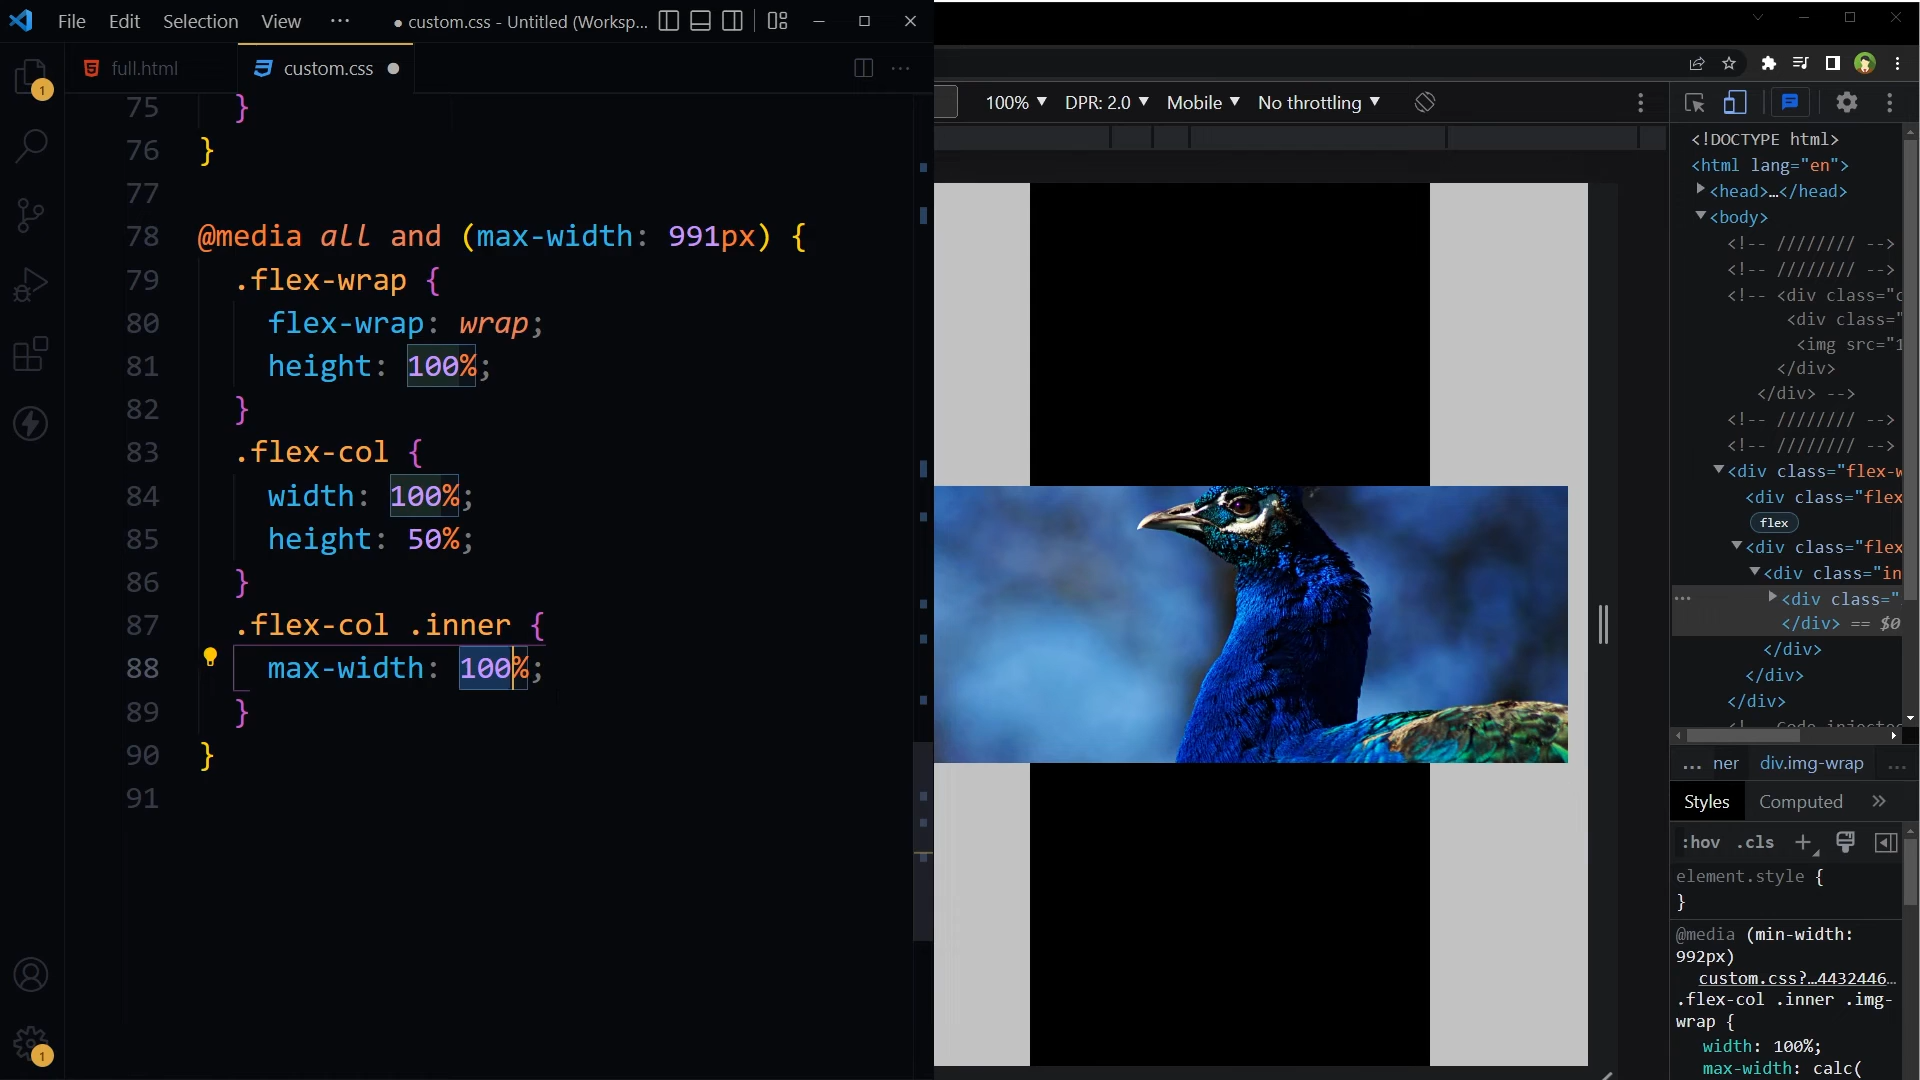 File Edit Selection View ··· ● custom.css - Untitled (Worksp...
full.html custom.css ●
75 }
76 }
77
78 @media all and (max-width: 991px) {
79 .flex-wrap {
80 flex-wrap: wrap;
81 height: 100%;
82 }
83 .flex-col {
84 width: 100%;
85 height: 50%;
86 }
87 .flex-col .inner {
88 max-width: 100%;
89 }
90 }
91
1
1
100% ▼ DPR: 2.0 ▼ Mobile ▼ No throttling ▼
<!DOCTYPE html>
<html lang="en">
<head>…</head>
<body>
<!-- //////// -->
<!-- //////// -->
<!-- <div class="c
<div class="
<img src="1
</div>
</div> -->
<!-- //////// -->
<!-- //////// -->
<div class="flex-w
<div class="flex
flex
<div class="flex
<div class="in
<div class="
</div> == $0
</div>
</div>
</div>
<!-- Code injected
... ner div.img-wrap ...
Styles Computed »
:hov .cls +
element.style {
}
@media (min-width:
992px)
custom.css?…4432446…
.flex-col .inner .img-
wrap {
width: 100%;
max-width: calc(